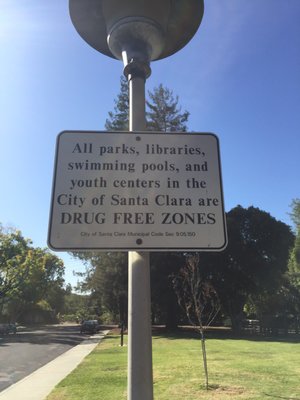 All parks, libraries,
swimming pools, and
youth centers in the
City of Santa Clara are
DRUG FREE ZONES
City of Santa Clara Municipal Code Sec 9.05.150